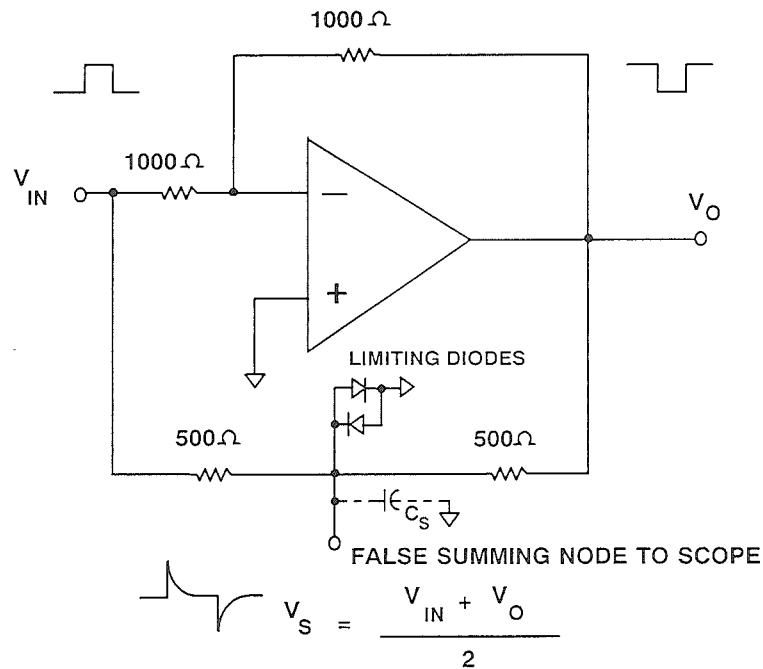 1000 Ω
1000 Ω
V IN
V O
−
+
LIMITING DIODES
500Ω
500Ω
C S
FALSE SUMMING NODE TO SCOPE
V S = V IN + V O
2